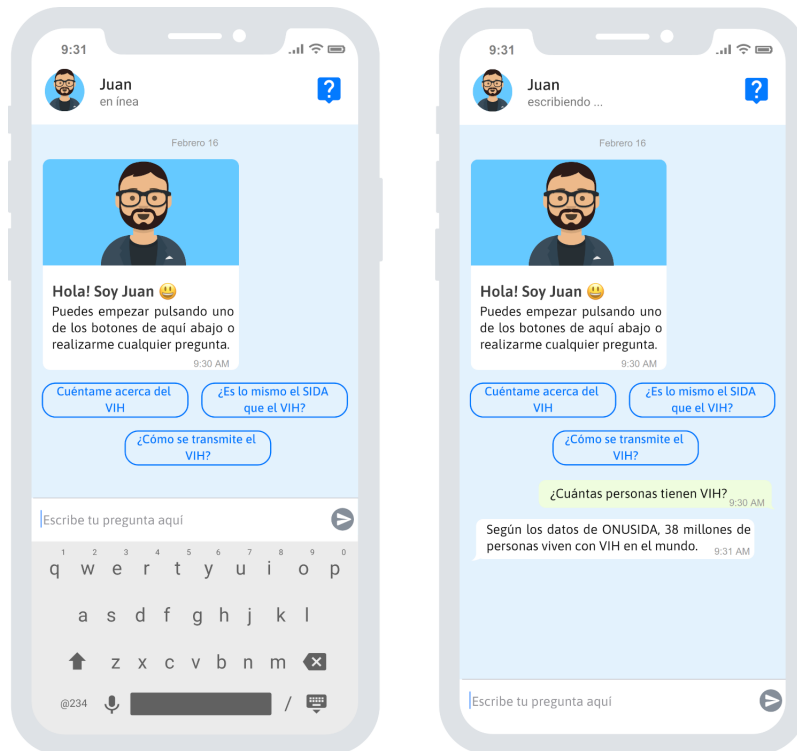 9:31
Juan
en ínea
?
Febrero 16
Hola! Soy Juan 😃
Puedes empezar pulsando uno
de los botones de aquí abajo o
realizarme cualquier pregunta.
9:30 AM
Cuéntame acerca del
VIH
¿Es lo mismo el SIDA
que el VIH?
¿Cómo se transmite el
VIH?
Escribe tu pregunta aquí
1 2 3 4 5 6 7 8 9 0
q w e r t y u i o p
a s d f g h j k l
z x c v b n m
@234 /
9:31
Juan
escribiendo ...
?
Febrero 16
Hola! Soy Juan 😃
Puedes empezar pulsando uno
de los botones de aquí abajo o
realizarme cualquier pregunta.
9:30 AM
Cuéntame acerca del
VIH
¿Es lo mismo el SIDA
que el VIH?
¿Cómo se transmite el
VIH?
¿Cuántas personas tienen VIH?
9:30 AM
Según los datos de ONUSIDA, 38 millones de
personas viven con VIH en el mundo.
9:31 AM
Escribe tu pregunta aquí